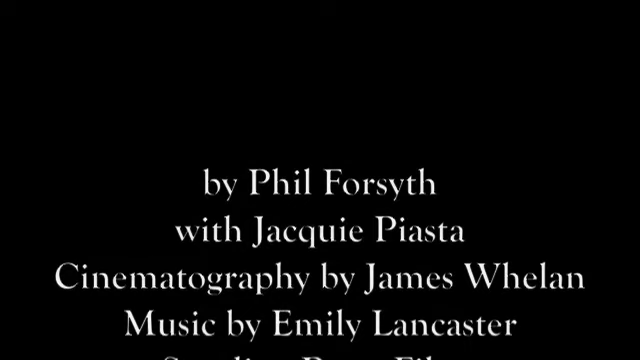 by Phil Forsyth
with Jacquie Piasta
Cinematography by James Whelan
Music by Emily Lancaster